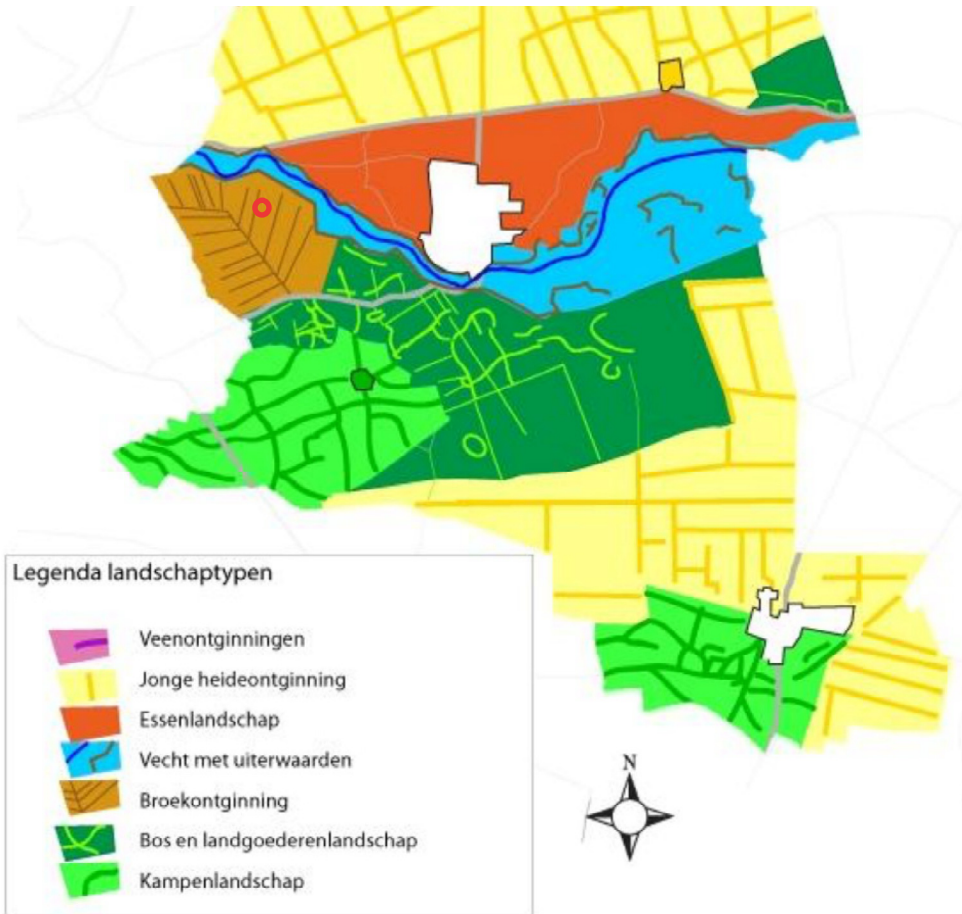 Legenda landschaptypen
Veenontginningen
Jonge heideontginning
Essenlandschap
Vecht met uiterwaarden
Broekontginning
Bos en landgoederenlandschap
Kampenlandschap
N